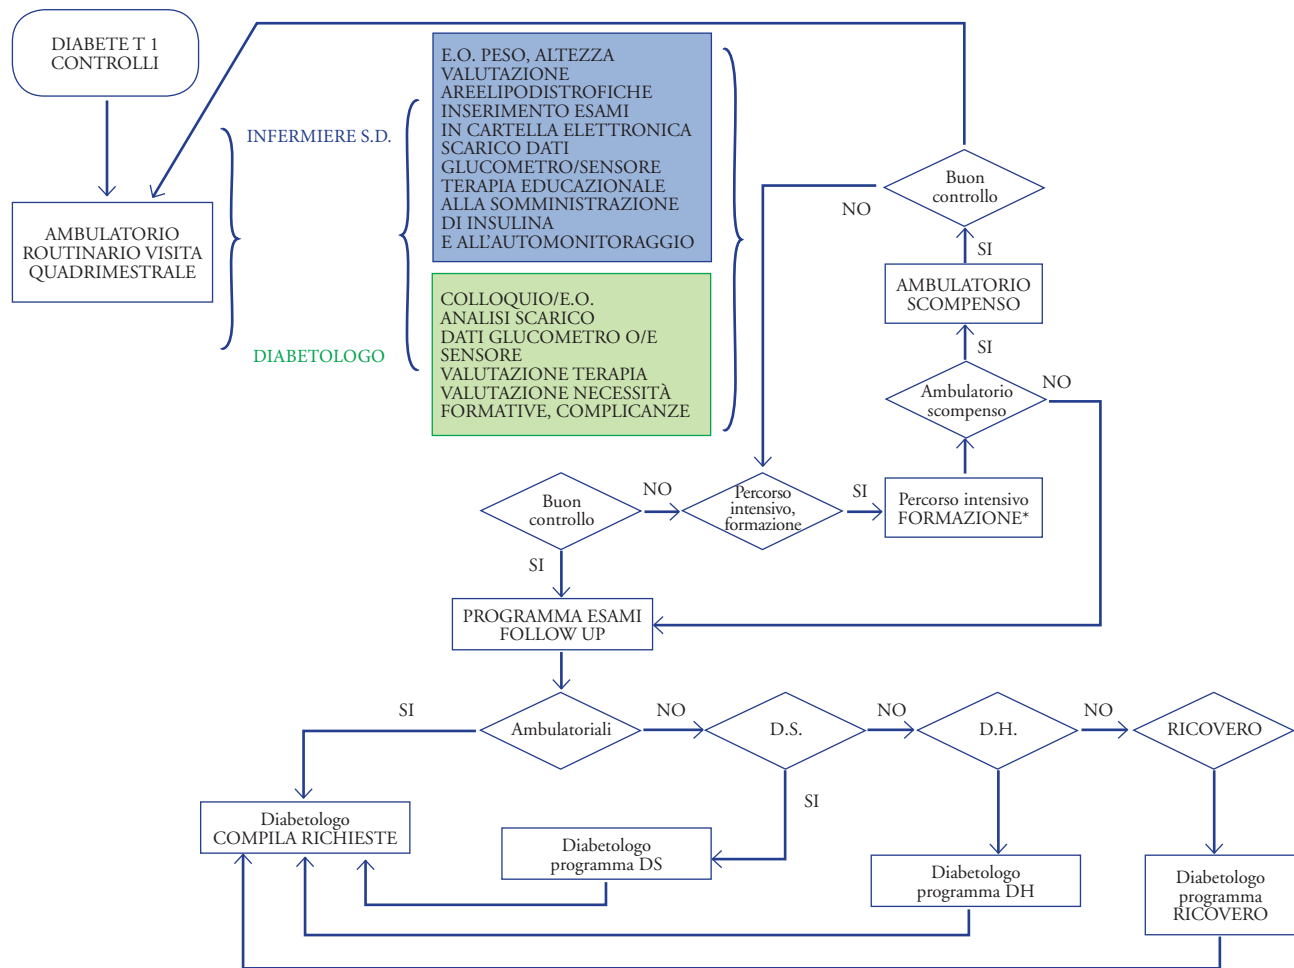 DIABETE T 1
CONTROLLI
AMBULATORIO
ROUTINARIO VISITA
QUADRIMESTRALE
INFERMIERE S.D.
DIABETOLOGO
E.O. PESO, ALTEZZA
VALUTAZIONE
AREELIPODISTROFICHE
INSERIMENTO ESAMI
IN CARTELLA ELETTRONICA
SCARICO DATI
GLUCOMETRO/SENSORE
TERAPIA EDUCAZIONALE
ALLA SOMMINISTRAZIONE
DI INSULINA
E ALL'AUTOMONITORAGGIO
COLLOQUIO/E.O.
ANALISI SCARICO
DATI GLUCOMETRO O/E
SENSORE
VALUTAZIONE TERAPIA
VALUTAZIONE NECESSITÀ
FORMATIVE, COMPLICANZE
Buon
controllo
NO
SI
AMBULATORIO
SCOMPENSO
SI
Ambulatorio
scompenso
NO
Buon
controllo
NO
Percorso
intensivo,
formazione
SI
Percorso intensivo
FORMAZIONE*
SI
PROGRAMMA ESAMI
FOLLOW UP
SI
Ambulatoriali
NO
D.S.
NO
D.H.
NO
RICOVERO
SI
Diabetologo
COMPILA RICHIESTE
Diabetologo
programma DS
Diabetologo
programma DH
Diabetologo
programma
RICOVERO